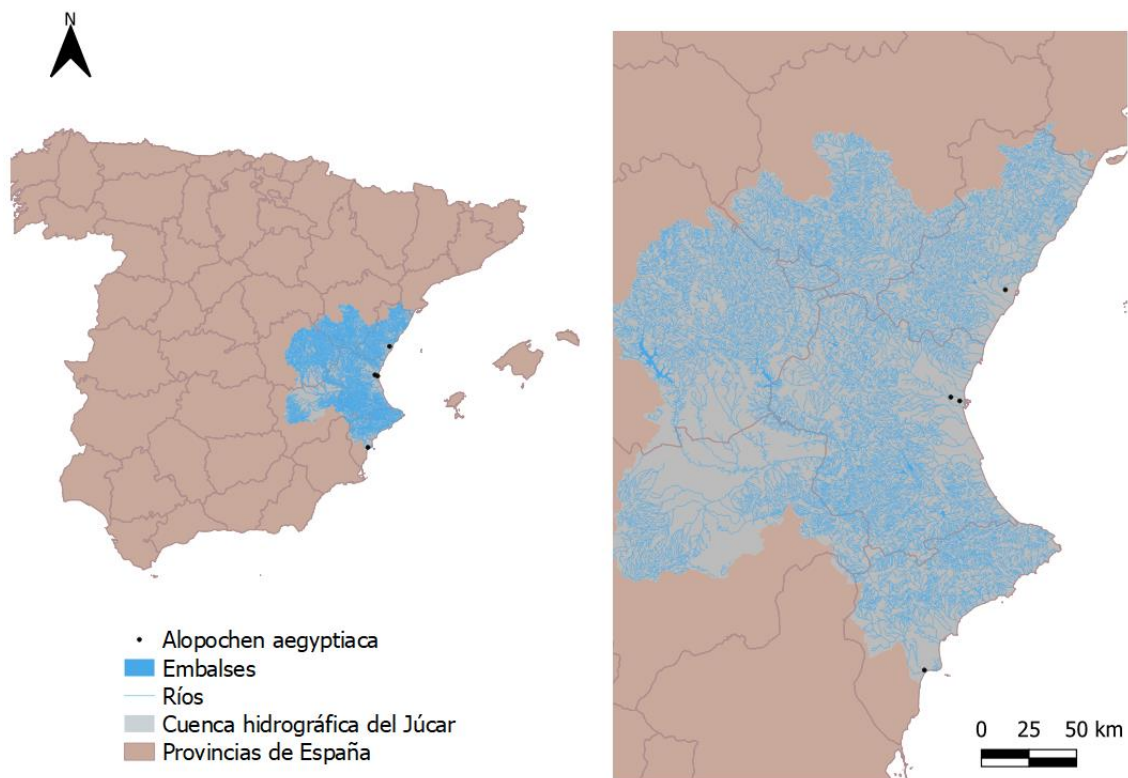 N
Alopochen aegyptiaca
Embalses
Ríos
Cuenca hidrográfica del Júcar
Provincias de España
0 25 50 km